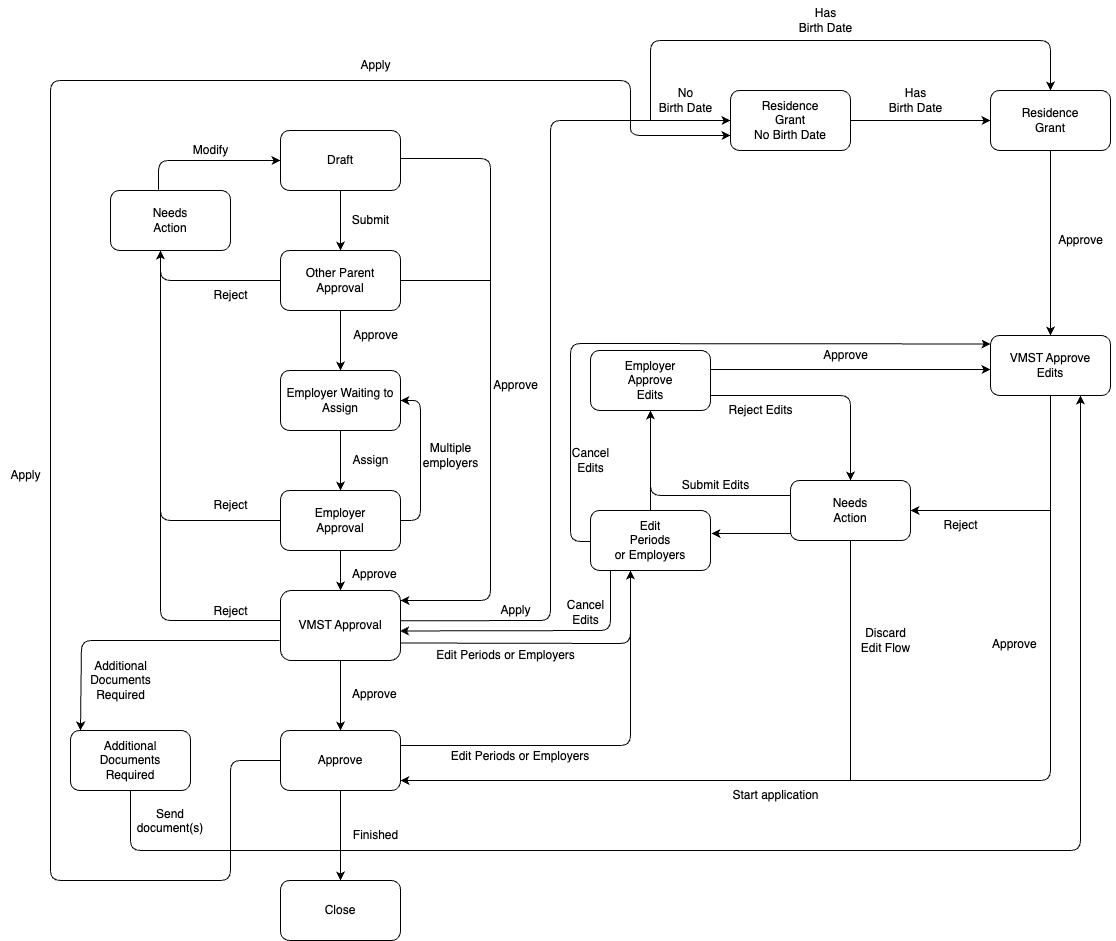 Has
Birth Date
Apply
No
Birth Date
Residence
Grant
No Birth Date
Has
Birth Date
Residence
Grant
Modify
Draft
Needs
Action
Submit
Other Parent
Approval
Reject
Approve
Approve
Employer Waiting to
Assign
Approve
Multiple
employers
Assign
Apply
Reject
Employer
Approval
Approve
Employer
Approve
Edits
Approve
VMST Approve
Edits
Reject Edits
Cancel
Edits
Submit Edits
Needs
Action
Reject
Edit
Periods
or Employers
Reject
VMST Approval
Apply
Cancel
Edits
Edit Periods or Employers
Discard
Edit Flow
Approve
Additional
Documents
Required
Approve
Additional
Documents
Required
Approve
Edit Periods or Employers
Start application
Send
document(s)
Finished
Close